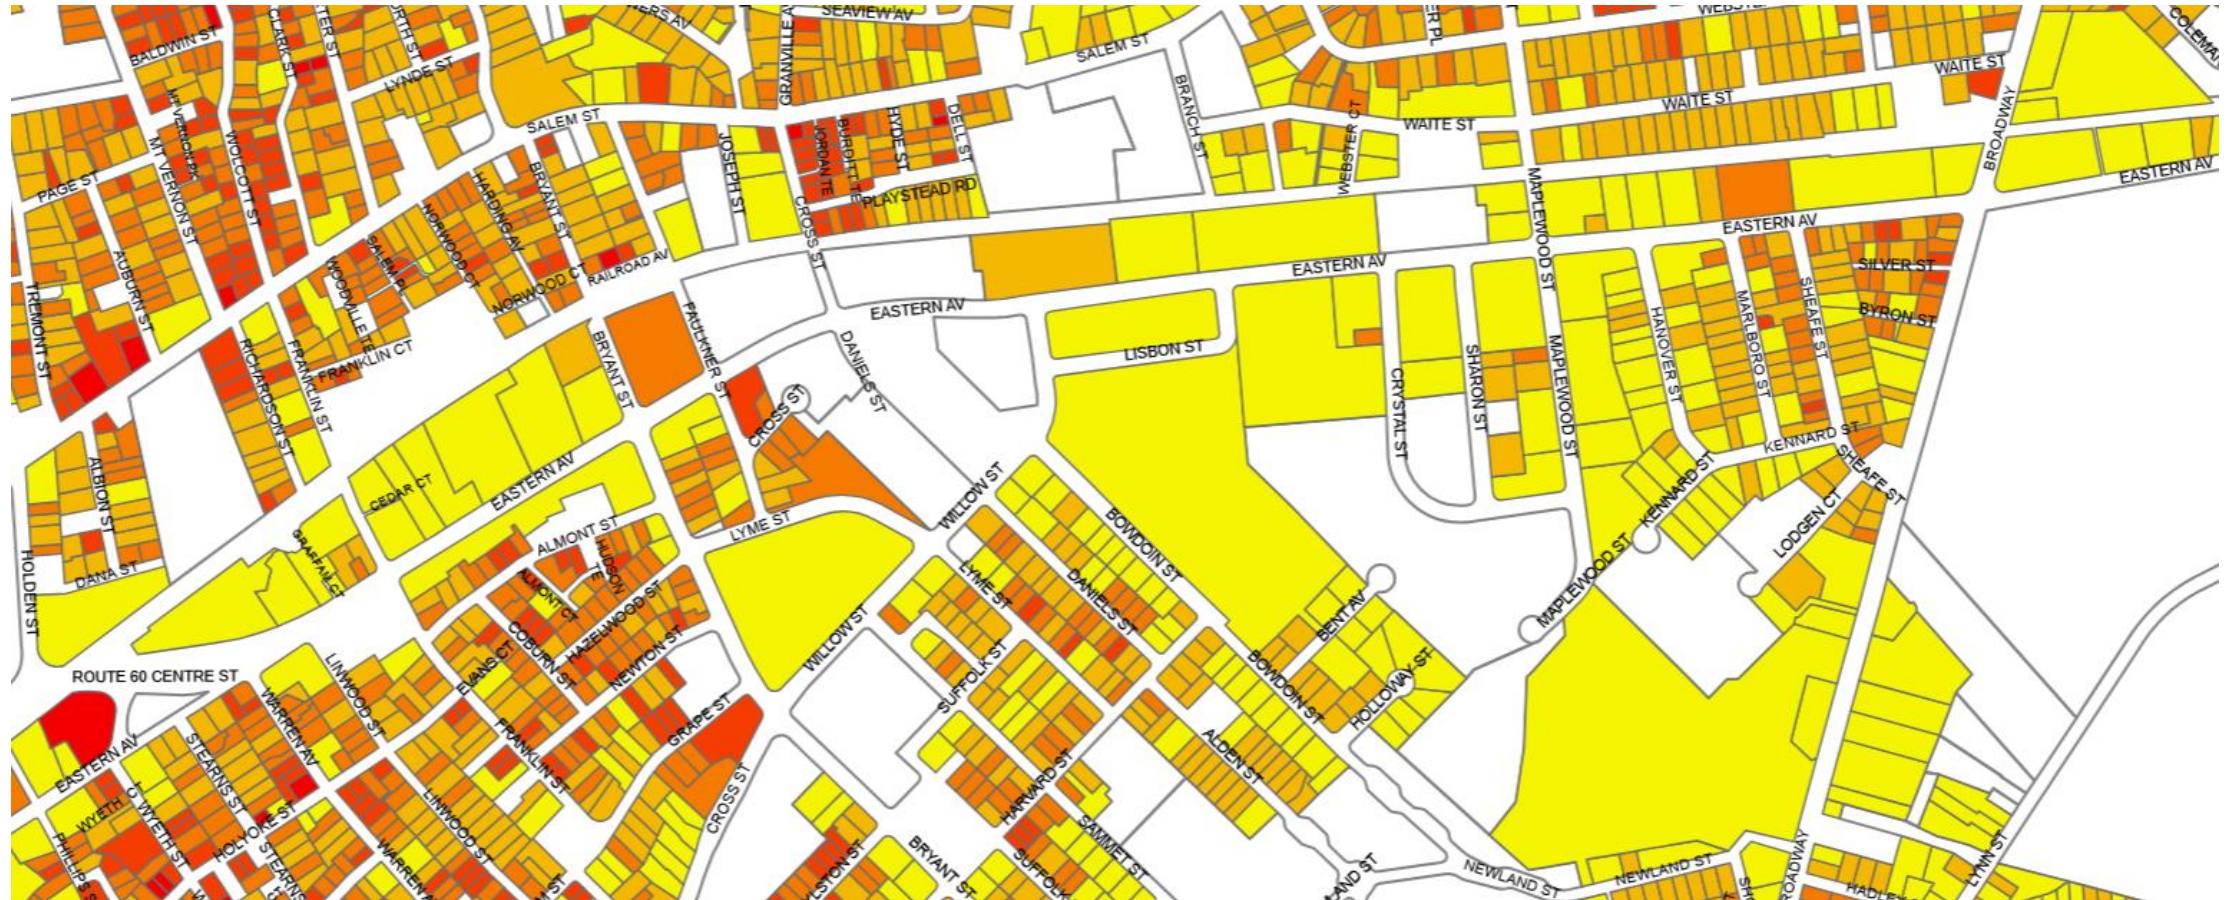 SEAVIEW AV
BALDWIN ST
CLARK ST
GRANVILLE A
SALEM ST
COLEMA
LYNDE ST
WAITE ST
WAITE ST
WAITE ST
MT VERNON PK
MT VERNON ST
WOLCOTT ST
SALEM ST
BRYANT ST
JOSEPH ST
JORDAN TE
BURDITT TE
HYDE ST
DELL ST
BRANCH ST
WEBSTER CT
BROADWAY
EASTERN AV
PAGE ST
PLAYSTEAD RD
CROSS ST
MAPLEWOOD ST
EASTERN AV
HARDING AV
NORWOOD CT
SALEM PL
WOODVILLE TE
AUBURN ST
TREMONT ST
RAILROAD AV
NORWOOD CT
EASTERN AV
SILVER ST
BYRON ST
SHEAFE ST
MARLBORO ST
HANOVER ST
EASTERN AV
FAULKNER ST
DANIELS ST
LISBON ST
RICHARDSON ST
FRANKLIN ST
FRANKLIN CT
BRYANT ST
CRYSTAL ST
SHARON ST
MAPLEWOOD ST
CROSS ST
KENNARD ST
SHEAFE ST
KENNARD ST
ALBION ST
CEDAR CT
EASTERN AV
WILLOW ST
LYME ST
BOWDOIN ST
LODGEN CT
GRAFFAM CT
ALMONT ST
HUDSON TE
ALMONT CT
DANA ST
HOLDEN ST
HAZELWOOD ST
COBURN ST
NEWTON ST
EVANS CT
LYME ST
DANIELS ST
BENT AV
MAPLEWOOD ST
WILLOW ST
SUFFOLK ST
BOWDOIN ST
HOLLOWAY ST
ROUTE 60 CENTRE ST
LINWOOD ST
WARREN AV
STEARNS ST
EASTERN AV
FRANKLIN ST
GRAPE ST
CROSS ST
ALDEN ST
HARVARD ST
SAMMET ST
WYETH
WYETH ST
HOLYOKE ST
LINWOOD ST
PHILLIPS S
STEARNS
WARREN A
BRYANT ST
SUFFOLK
NEWLAND ST
NEWLAND ST
LYNN ST